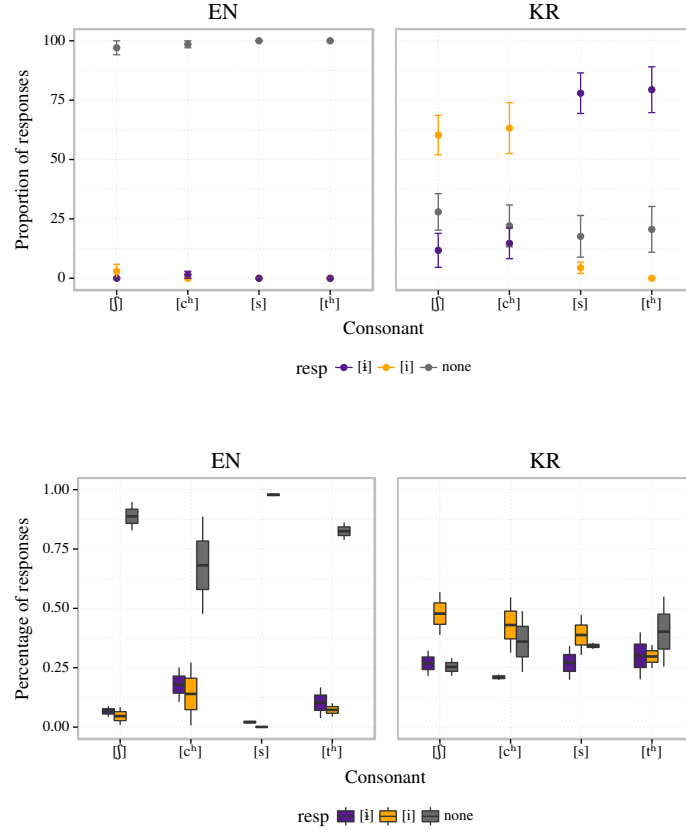 EN KR
100
75
50
25
0
Proportion of responses
[ʃ] [cʰ] [s] [tʰ] [ʃ] [cʰ] [s] [tʰ]
Consonant
resp [ɨ] [i] none
EN KR
1.00
0.75
0.50
0.25
0.00
Percentage of responses
[ʃ] [cʰ] [s] [tʰ] [ʃ] [cʰ] [s] [tʰ]
Consonant
resp [ɨ] [i] none